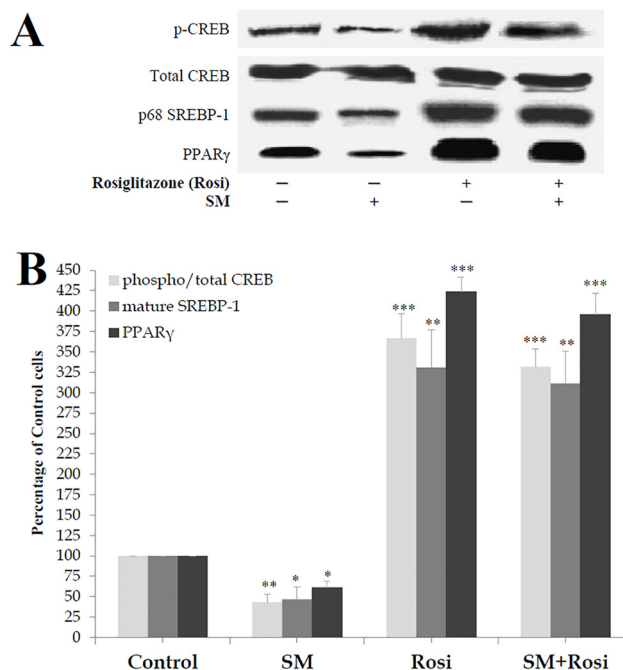 A
p-CREB
Total CREB
p68 SREBP-1
PPARγ
Rosiglitazone (Rosi) – – + +
SM – + – +
B
phospho/total CREB
mature SREBP-1
PPARγ
Percentage of Control cells
450
425
400
375
350
325
300
275
250
225
200
175
150
125
100
75
50
25
0
** * *
*** ** ***
*** ** ***
Control SM Rosi SM+Rosi